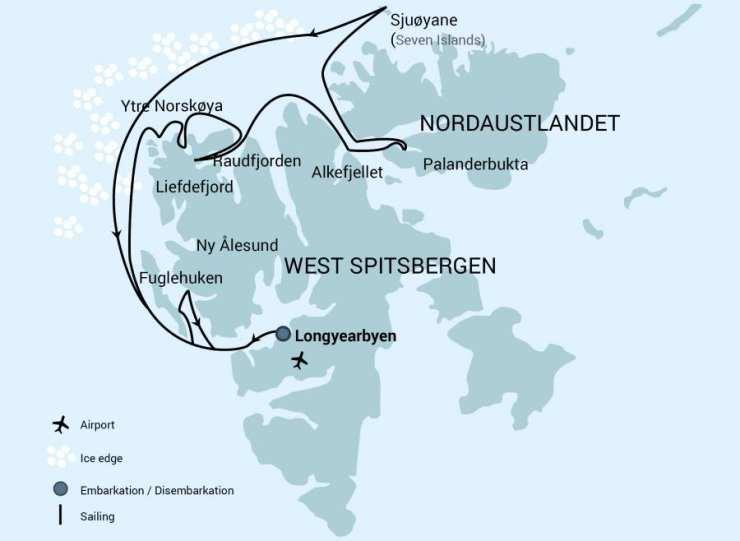 Sjuøyane
(Seven Islands)
Ytre Norskøya
NORDAUSTLANDET
Raudfjorden
Alkefjellet
Palanderbukta
Liefdefjord
Ny Ålesund
WEST SPITSBERGEN
Fuglehuken
Longyearbyen
Airport
Ice edge
Embarkation / Disembarkation
Sailing